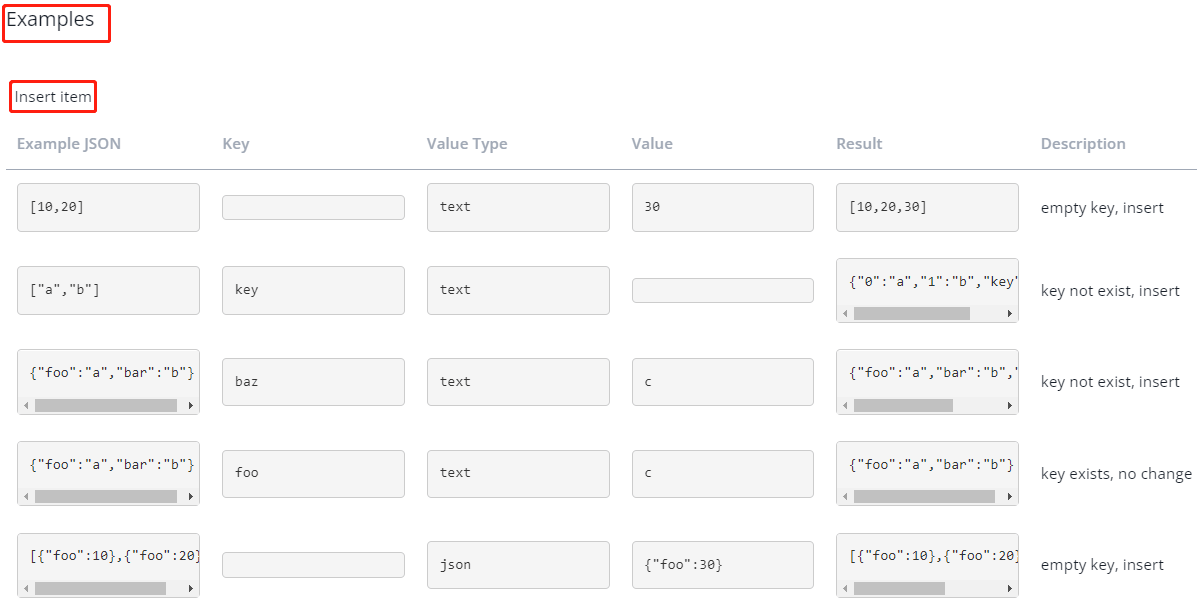 Examples
Insert item
Example JSON Key Value Type Value Result Description
[10,20] text 30 [10,20,30] empty key, insert
["a","b"] key text {"0":"a","1":"b","key" key not exist, insert
{"foo":"a","bar":"b"} baz text c {"foo":"a","bar":"b"," key not exist, insert
{"foo":"a","bar":"b"} foo text c {"foo":"a","bar":"b"} key exists, no change
[{"foo":10},{"foo":20} json {"foo":30} [{"foo":10},{"foo":20} empty key, insert